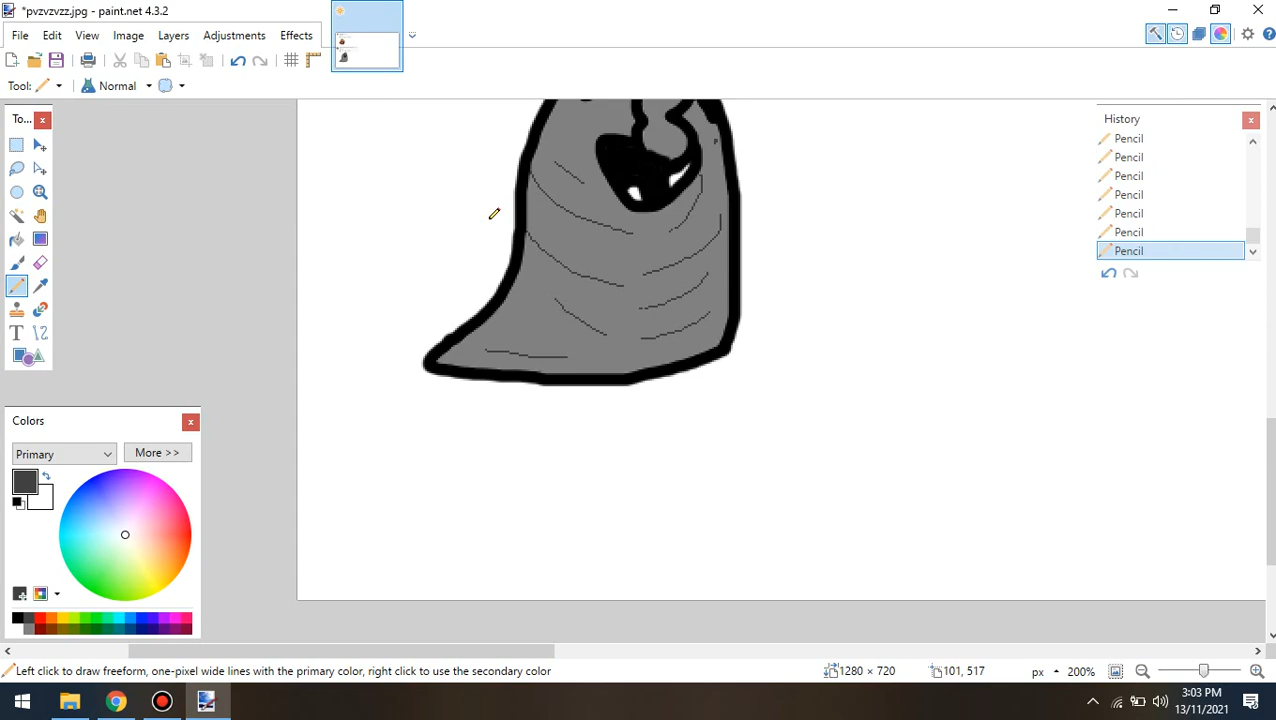 *pvzvzvzz.jpg - paint.net 4.3.2
File Edit View Image Layers Adjustments Effects
Tool: Normal
To...
History
Pencil
Pencil
Pencil
Pencil
Pencil
Pencil
Pencil
Colors
Primary More >>
Left click to draw freeform, one-pixel wide lines with the primary color, right click to use the secondary color 1280 × 720 101, 517 px 200%
3:03 PM
13/11/2021